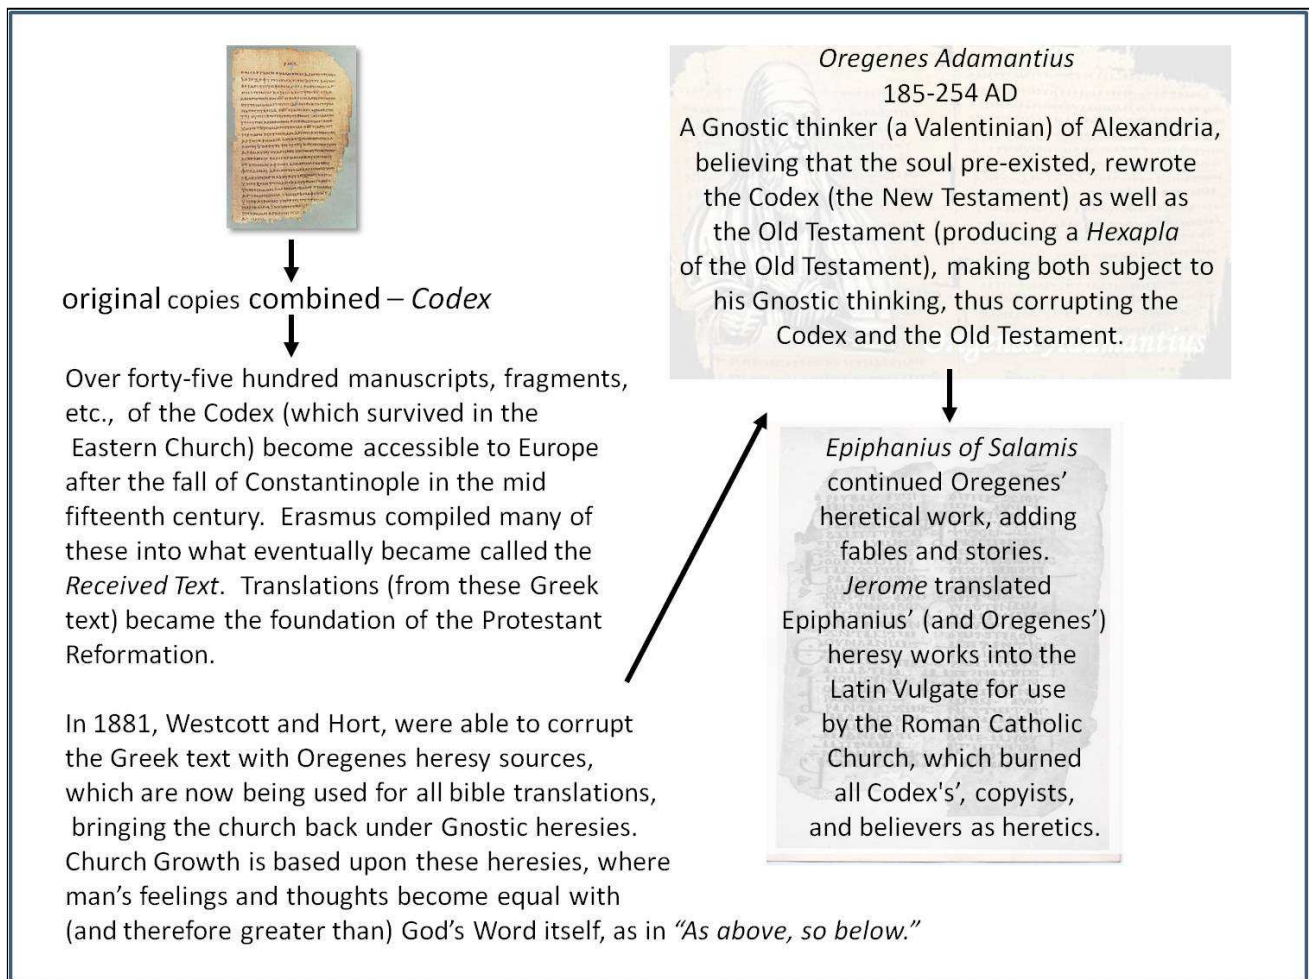 original copies combined – Codex
Over forty-five hundred manuscripts, fragments,
etc., of the Codex (which survived in the
Eastern Church) become accessible to Europe
after the fall of Constantinople in the mid
fifteenth century. Erasmus compiled many of
these into what eventually became called the
Received Text. Translations (from these Greek
text) became the foundation of the Protestant
Reformation.
In 1881, Westcott and Hort, were able to corrupt
the Greek text with Oregenes heresy sources,
which are now being used for all bible translations,
bringing the church back under Gnostic heresies.
Church Growth is based upon these heresies, where
man’s feelings and thoughts become equal with
(and therefore greater than) God’s Word itself, as in “As above, so below.”
Oregenes Adamantius
185-254 AD
A Gnostic thinker (a Valentinian) of Alexandria,
believing that the soul pre-existed, rewrote
the Codex (the New Testament) as well as
the Old Testament (producing a Hexapla
of the Old Testament), making both subject to
his Gnostic thinking, thus corrupting the
Codex and the Old Testament.
Epiphanius of Salamis
continued Oregenes’
heretical work, adding
fables and stories.
Jerome translated
Epiphanius’ (and Oregenes’)
heresy works into the
Latin Vulgate for use
by the Roman Catholic
Church, which burned
all Codex's’, copyists,
and believers as heretics.